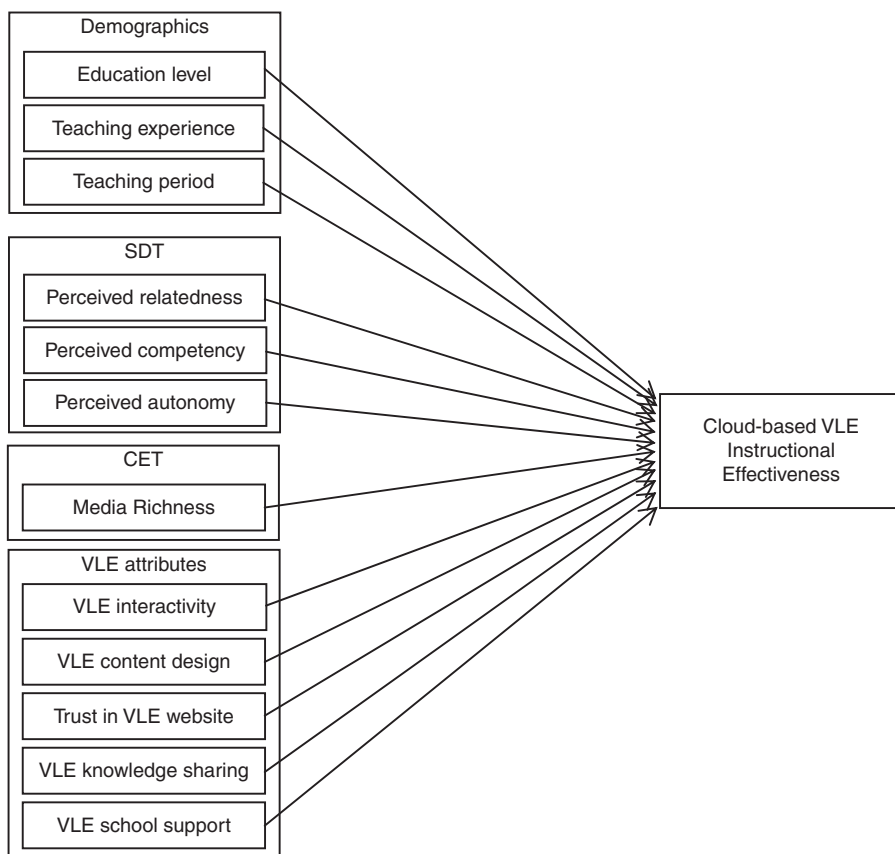 Demographics
Education level
Teaching experience
Teaching period
SDT
Perceived relatedness
Perceived competency
Perceived autonomy
CET
Media Richness
VLE attributes
VLE interactivity
VLE content design
Trust in VLE website
VLE knowledge sharing
VLE school support
Cloud-based VLE
Instructional
Effectiveness